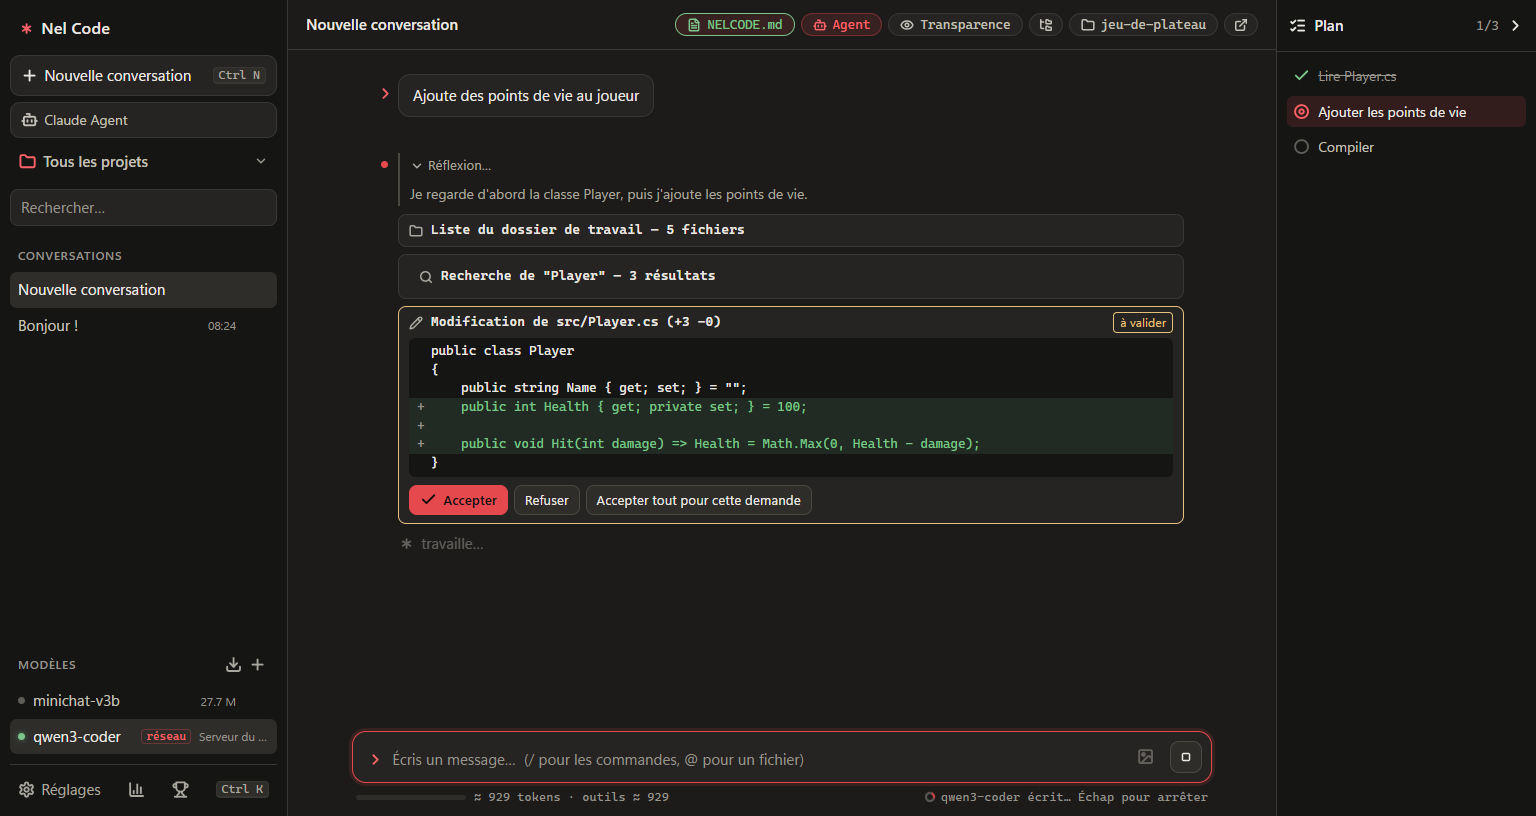 Nel Code
Nouvelle conversation Ctrl N
Claude Agent
Tous les projets
Rechercher...
CONVERSATIONS
Nouvelle conversation
Bonjour ! 08:24
MODÈLES
minichat-v3b 27.7 M
qwen3-coder réseau Serveur du ...
Réglages Ctrl K
Nouvelle conversation NELCODE.md Agent Transparence jeu-de-plateau
Ajoute des points de vie au joueur
Réflexion...
Je regarde d'abord la classe Player, puis j'ajoute les points de vie.
Liste du dossier de travail — 5 fichiers
Recherche de "Player" — 3 résultats
Modification de src/Player.cs (+3 -0) à valider
public class Player
{
public string Name { get; set; } = "";
+ public int Health { get; private set; } = 100;
+
+ public void Hit(int damage) => Health = Math.Max(0, Health - damage);
}
Accepter Refuser Accepter tout pour cette demande
travaille...
Écris un message... (/ pour les commandes, @ pour un fichier)
≈ 929 tokens · outils ≈ 929 qwen3-coder écrit… Échap pour arrêter
Plan 1/3
Lire Player.cs
Ajouter les points de vie
Compiler